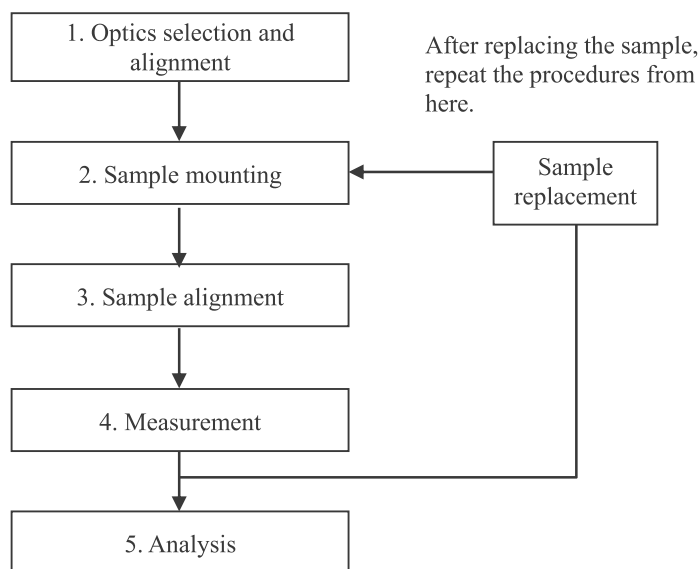 1. Optics selection and
alignment
After replacing the sample,
repeat the procedures from
here.
2. Sample mounting
Sample
replacement
3. Sample alignment
4. Measurement
5. Analysis